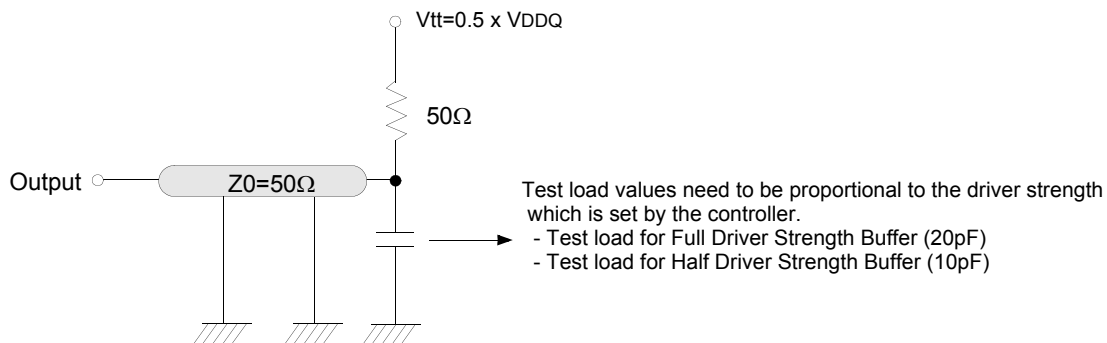 Vtt=0.5 x VDDQ
50Ω
Output
Z0=50Ω
Test load values need to be proportional to the driver strength
which is set by the controller.
- Test load for Full Driver Strength Buffer (20pF)
- Test load for Half Driver Strength Buffer (10pF)